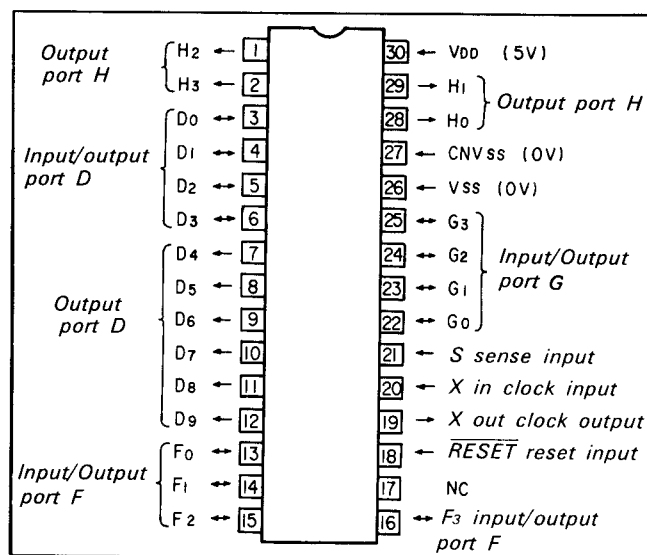 Output port H
H2 ← 1
H3 ← 2
Input/output port D
D0 ↔ 3
D1 ↔ 4
D2 ↔ 5
D3 ↔ 6
Output port D
D4 ← 7
D5 ← 8
D6 ← 9
D7 ← 10
D8 ← 11
D9 ← 12
Input/Output port F
F0 ↔ 13
F1 ↔ 14
F2 ↔ 15
30 ← VDD (5V)
29 → H1
28 → H0
Output port H
27 ← CNVSS (0V)
26 ← VSS (0V)
25 ↔ G3
24 ↔ G2
23 ↔ G1
22 ↔ G0
Input/Output port G
21 ← S sense input
20 ← X in clock input
19 → X out clock output
18 ← R̅E̅S̅E̅T̅ reset input
17 NC
16 ↔ F3 input/output port F